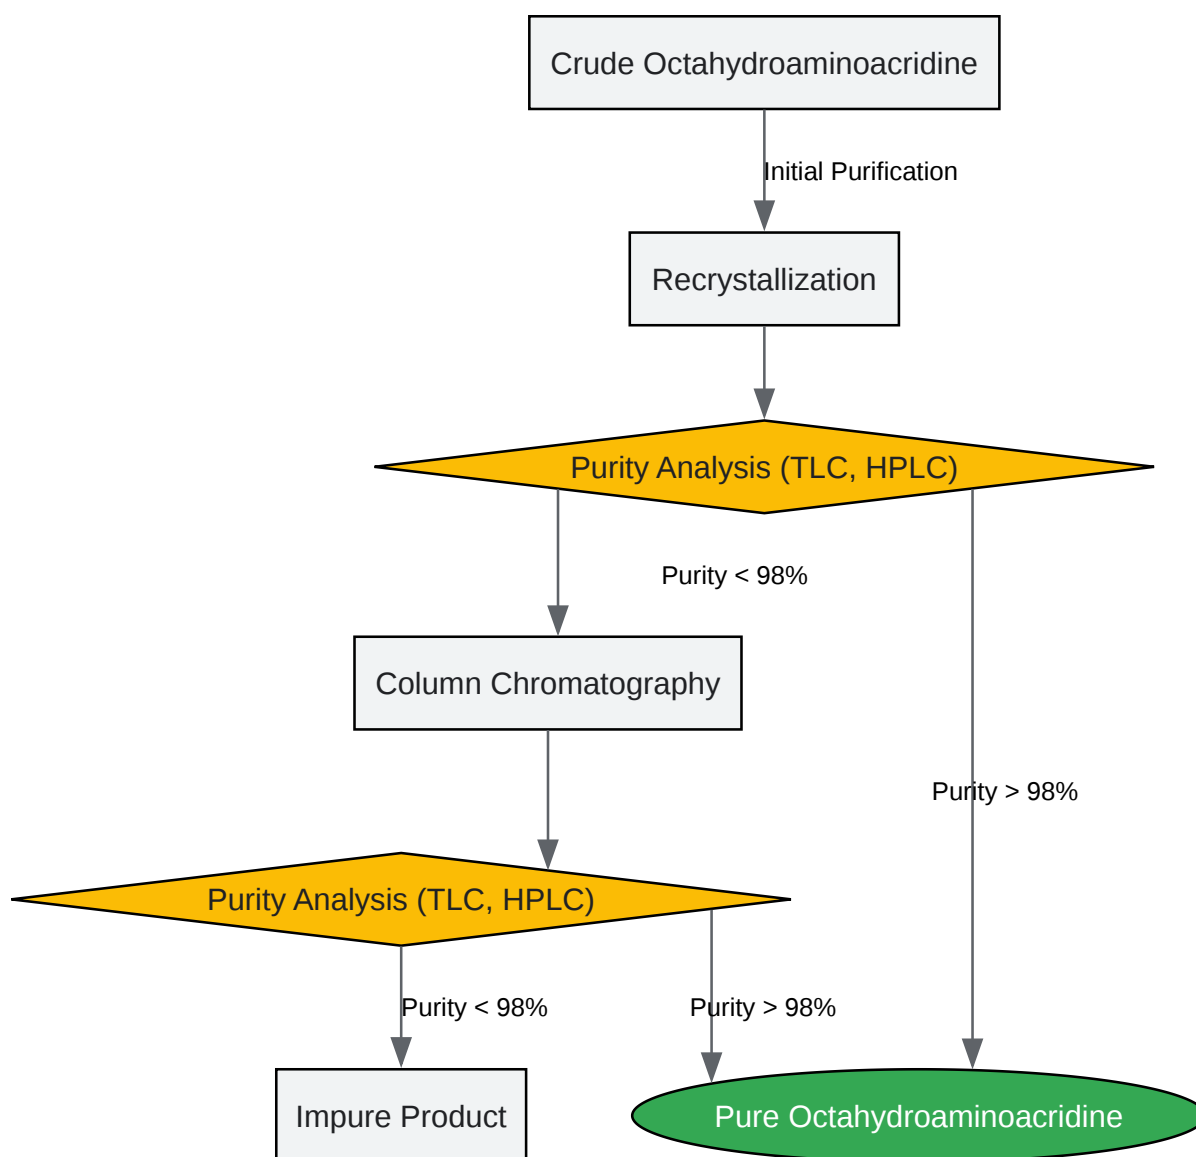 Crude Octahydroaminoacridine
Initial Purification
Recrystallization
Purity Analysis (TLC, HPLC)
Purity < 98%
Column Chromatography
Purity > 98%
Purity Analysis (TLC, HPLC)
Purity < 98%
Purity > 98%
Impure Product
Pure Octahydroaminoacridine